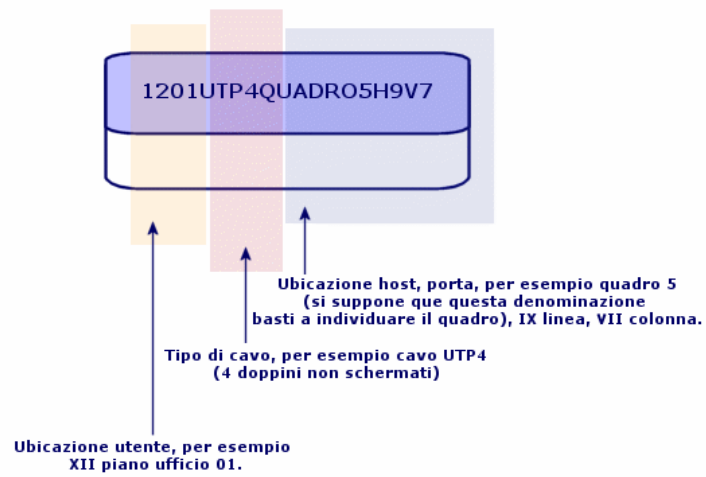 1201UTP4QUADRO5H9V7
Ubicazione host, porta, per esempio quadro 5
(si suppone que questa denominazione
basti a individuare il quadro), IX linea, VII colonna.
Tipo di cavo, per esempio cavo UTP4
(4 doppini non schermati)
Ubicazione utente, per esempio
XII piano ufficio 01.